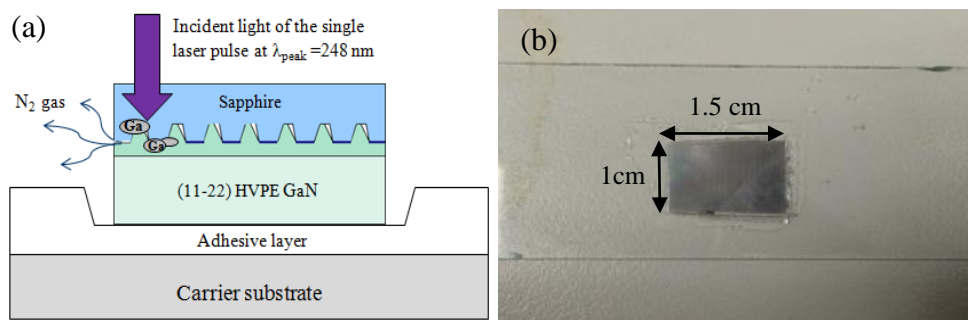 (a)
Incident light of the single
laser pulse at λpeak =248 nm
N2 gas
Sapphire
Ga
Ga
(11-22) HVPE GaN
Adhesive layer
Carrier substrate
(b)
1.5 cm
1cm